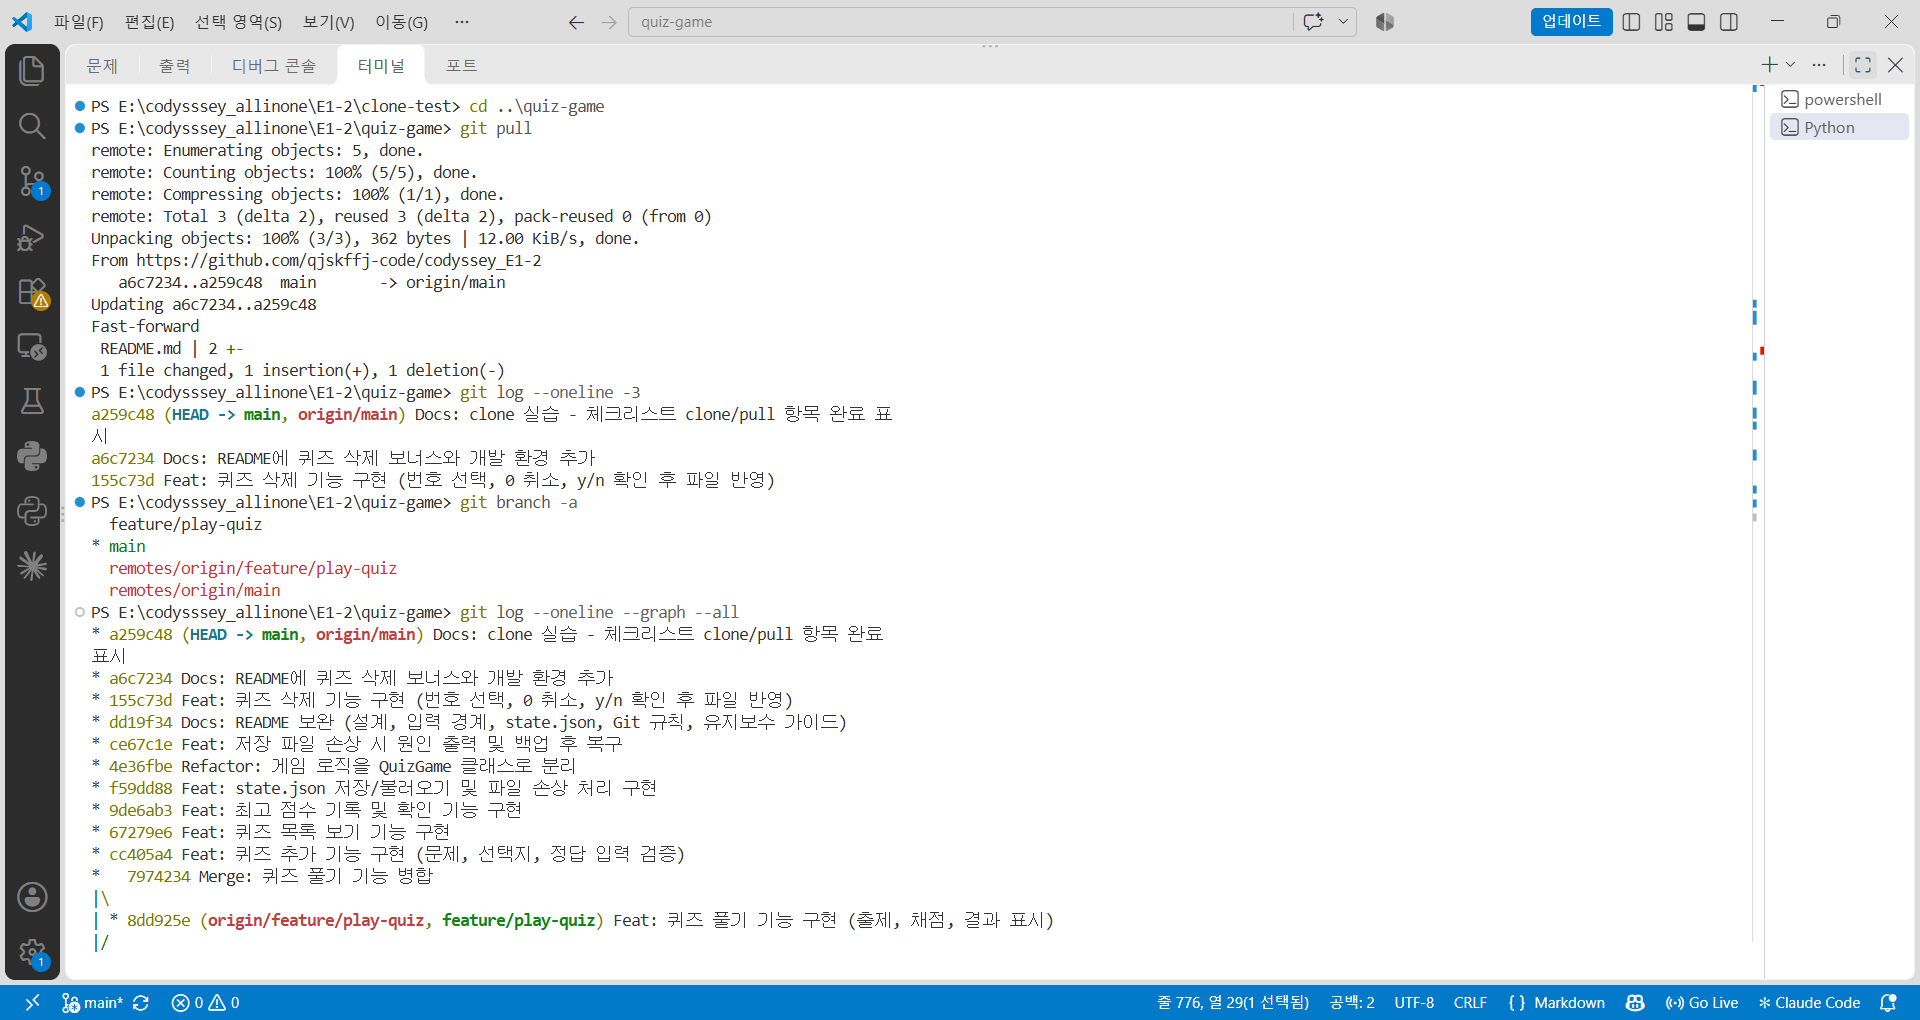 파일(F) 편집(E) 선택 영역(S) 보기(V) 이동(G) ··· quiz-game 업데이트
문제 출력 디버그 콘솔 터미널 포트
powershell
Python
PS E:\codysssey_allinone\E1-2\clone-test> cd ..\quiz-game
PS E:\codysssey_allinone\E1-2\quiz-game> git pull
remote: Enumerating objects: 5, done.
remote: Counting objects: 100% (5/5), done.
remote: Compressing objects: 100% (1/1), done.
remote: Total 3 (delta 2), reused 3 (delta 2), pack-reused 0 (from 0)
Unpacking objects: 100% (3/3), 362 bytes | 12.00 KiB/s, done.
From https://github.com/qjskffj-code/codyssey_E1-2
   a6c7234..a259c48  main       -> origin/main
Updating a6c7234..a259c48
Fast-forward
 README.md | 2 +-
 1 file changed, 1 insertion(+), 1 deletion(-)
PS E:\codysssey_allinone\E1-2\quiz-game> git log --oneline -3
a259c48 (HEAD -> main, origin/main) Docs: clone 실습 - 체크리스트 clone/pull 항목 완료 표
시
a6c7234 Docs: README에 퀴즈 삭제 보너스와 개발 환경 추가
155c73d Feat: 퀴즈 삭제 기능 구현 (번호 선택, 0 취소, y/n 확인 후 파일 반영)
PS E:\codysssey_allinone\E1-2\quiz-game> git branch -a
  feature/play-quiz
* main
  remotes/origin/feature/play-quiz
  remotes/origin/main
PS E:\codysssey_allinone\E1-2\quiz-game> git log --oneline --graph --all
* a259c48 (HEAD -> main, origin/main) Docs: clone 실습 - 체크리스트 clone/pull 항목 완료
표시
* a6c7234 Docs: README에 퀴즈 삭제 보너스와 개발 환경 추가
* 155c73d Feat: 퀴즈 삭제 기능 구현 (번호 선택, 0 취소, y/n 확인 후 파일 반영)
* dd19f34 Docs: README 보완 (설계, 입력 경계, state.json, Git 규칙, 유지보수 가이드)
* ce67c1e Feat: 저장 파일 손상 시 원인 출력 및 백업 후 복구
* 4e36fbe Refactor: 게임 로직을 QuizGame 클래스로 분리
* f59dd88 Feat: state.json 저장/불러오기 및 파일 손상 처리 구현
* 9de6ab3 Feat: 최고 점수 기록 및 확인 기능 구현
* 67279e6 Feat: 퀴즈 목록 보기 기능 구현
* cc405a4 Feat: 퀴즈 추가 기능 구현 (문제, 선택지, 정답 입력 검증)
*   7974234 Merge: 퀴즈 풀기 기능 병합
|\
| * 8dd925e (origin/feature/play-quiz, feature/play-quiz) Feat: 퀴즈 풀기 기능 구현 (출제, 채점, 결과 표시)
|/
main* 0 0 줄 776, 열 29(1 선택됨) 공백: 2 UTF-8 CRLF { } Markdown Go Live Claude Code
1
1